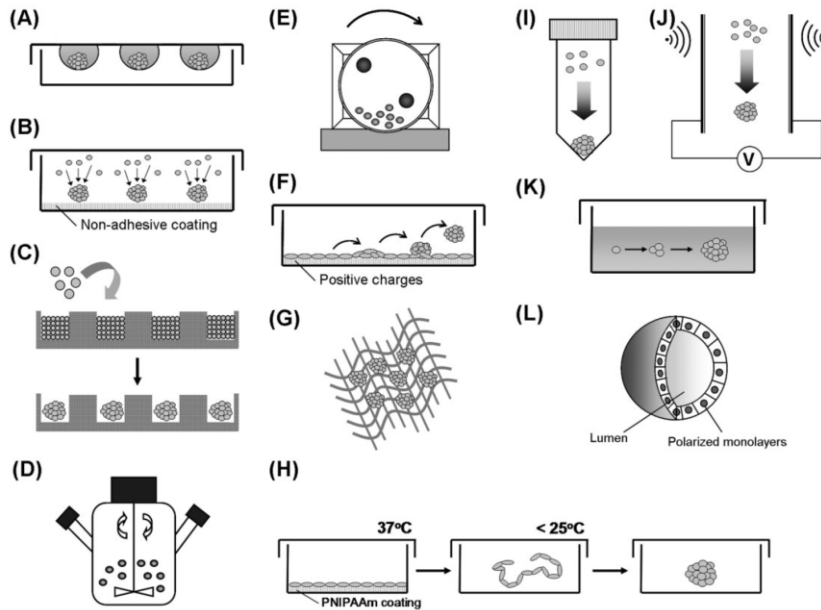 (A)
(B)
Non-adhesive coating
(C)
(D)
(E)
(F)
Positive charges
(G)
(H)
37°C
< 25°C
PNIPAAm coating
(I)
(J)
V
(K)
(L)
Lumen
Polarized monolayers